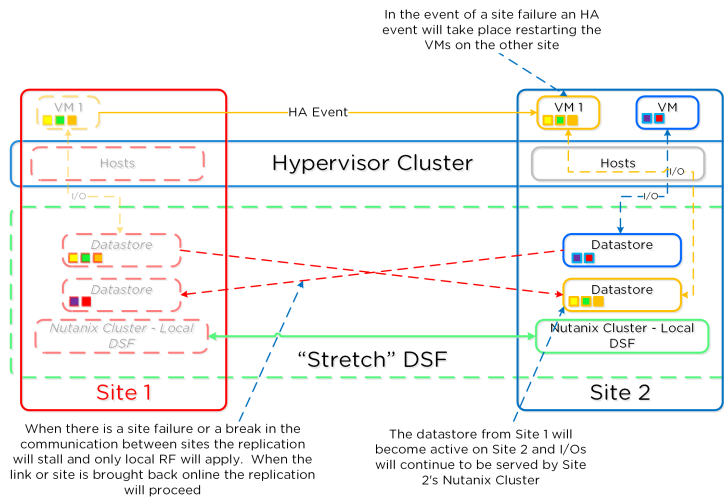 In the event of a site failure an HA
event will take place restarting the
VMs on the other site
VM 1
HA Event
VM 1
VM
Hosts
Hypervisor Cluster
Hosts
I/O
I/O
I/O
Datastore
Datastore
Datastore
Datastore
Nutanix Cluster - Local
DSF
Nutanix Cluster - Local
DSF
“Stretch” DSF
Site 1
Site 2
When there is a site failure or a break in the
communication between sites the replication
will stall and only local RF will apply.  When the
link or site is brought back online the replication
will proceed
The datastore from Site 1 will
become active on Site 2 and I/Os
will continue to be served by Site
2's Nutanix Cluster